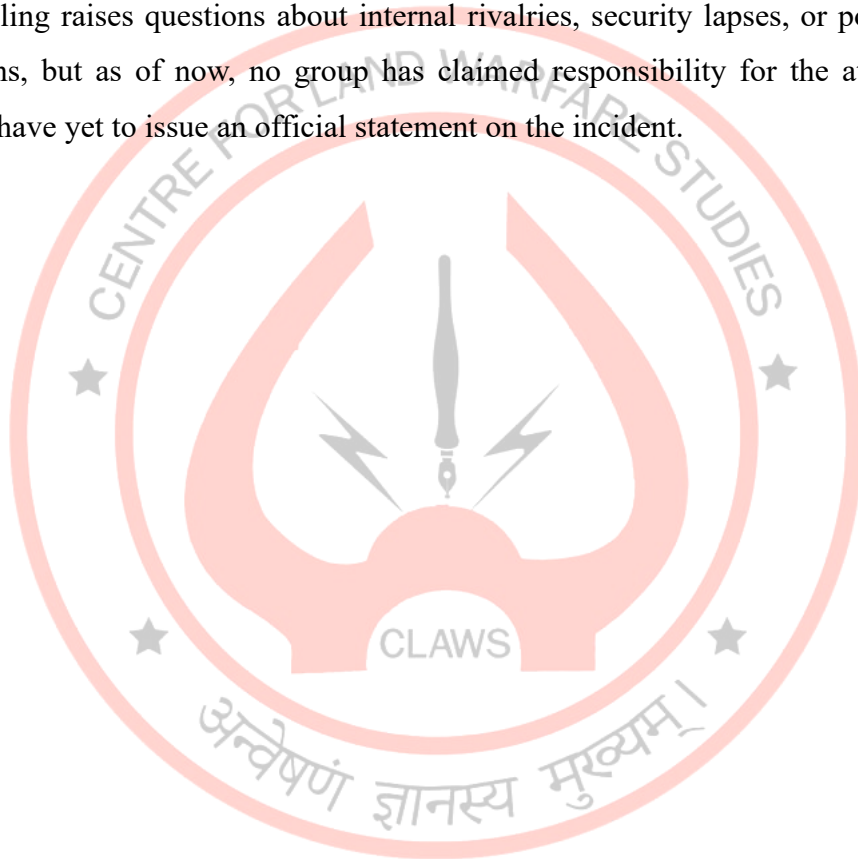 ling raises questions about internal rivalries, security lapses, or po
ns, but as of now, no group has claimed responsibility for the a
have yet to issue an official statement on the incident.
CENTRE FOR LAND WARFARE STUDIES
CLAWS
अन्वेषणं ज्ञानस्य मुख्यम्।